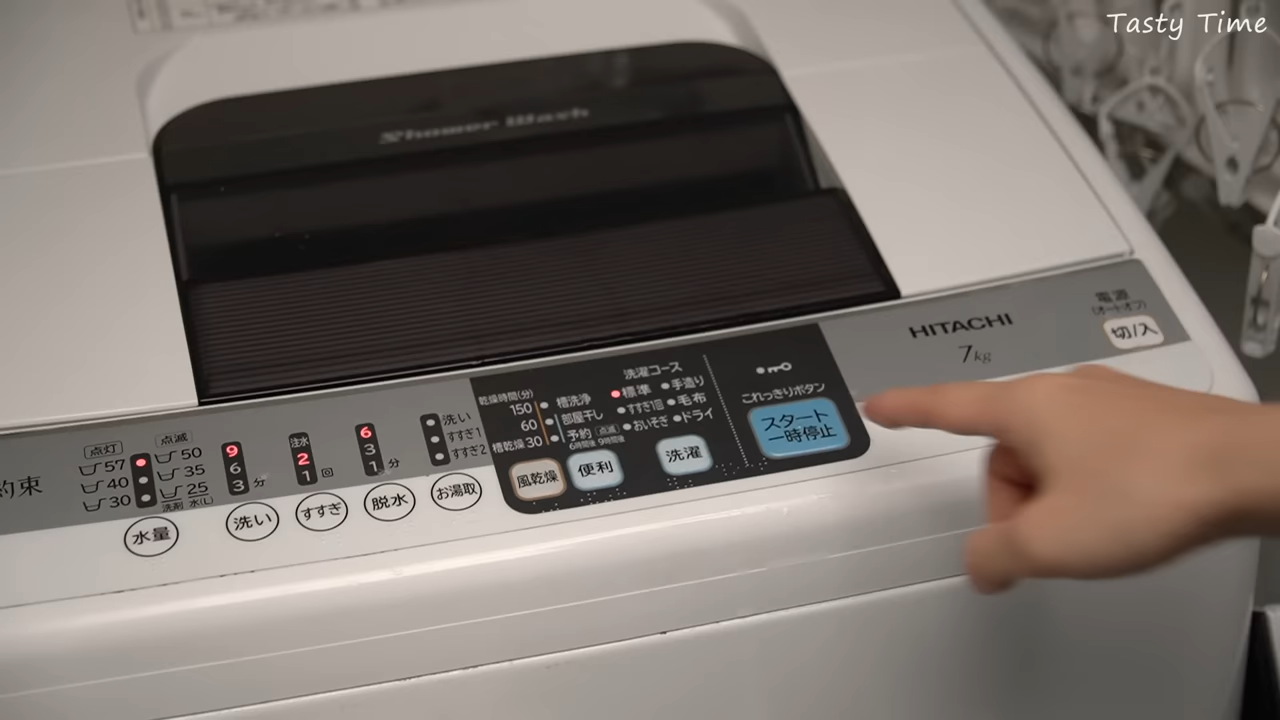 Tasty Time
Shower Wash
HITACHI
7kg
電源
(オートオフ)
切/入
約束
点灯
点滅
57
40
30
50
35
25
洗剤 水(L)
水量
9
6
3
分
洗い
注水
2
1
回
すすぎ
6
3
1
分
脱水
洗い
すすぎ1
すすぎ2
お湯取
乾燥時間(分)
150
60
槽乾燥 30
風乾燥
槽洗浄
部屋干し
予約 点滅
6時間後 9時間後
便利
洗濯コース
標準
手造り
すすぎ1回
毛布
おいそぎ
ドライ
洗濯
これっきりボタン
スタート
一時停止